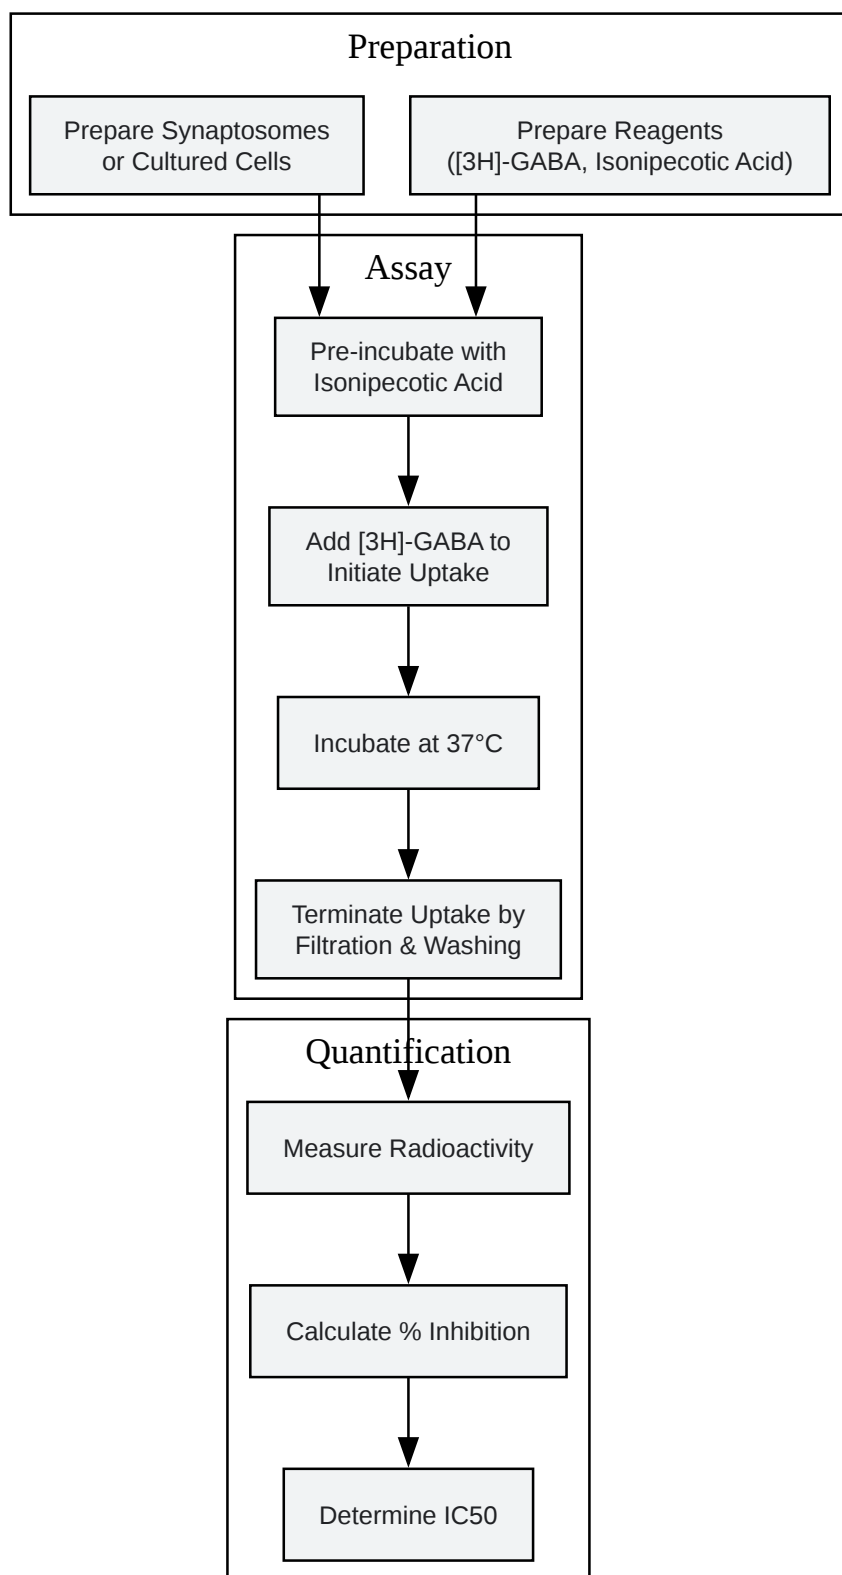 Preparation
Prepare Synaptosomes
or Cultured Cells
Prepare Reagents
([3H]-GABA, Isonipecotic Acid)
Assay
Pre-incubate with
Isonipecotic Acid
Add [3H]-GABA to
Initiate Uptake
Incubate at 37°C
Terminate Uptake by
Filtration & Washing
Quantification
Measure Radioactivity
Calculate % Inhibition
Determine IC50